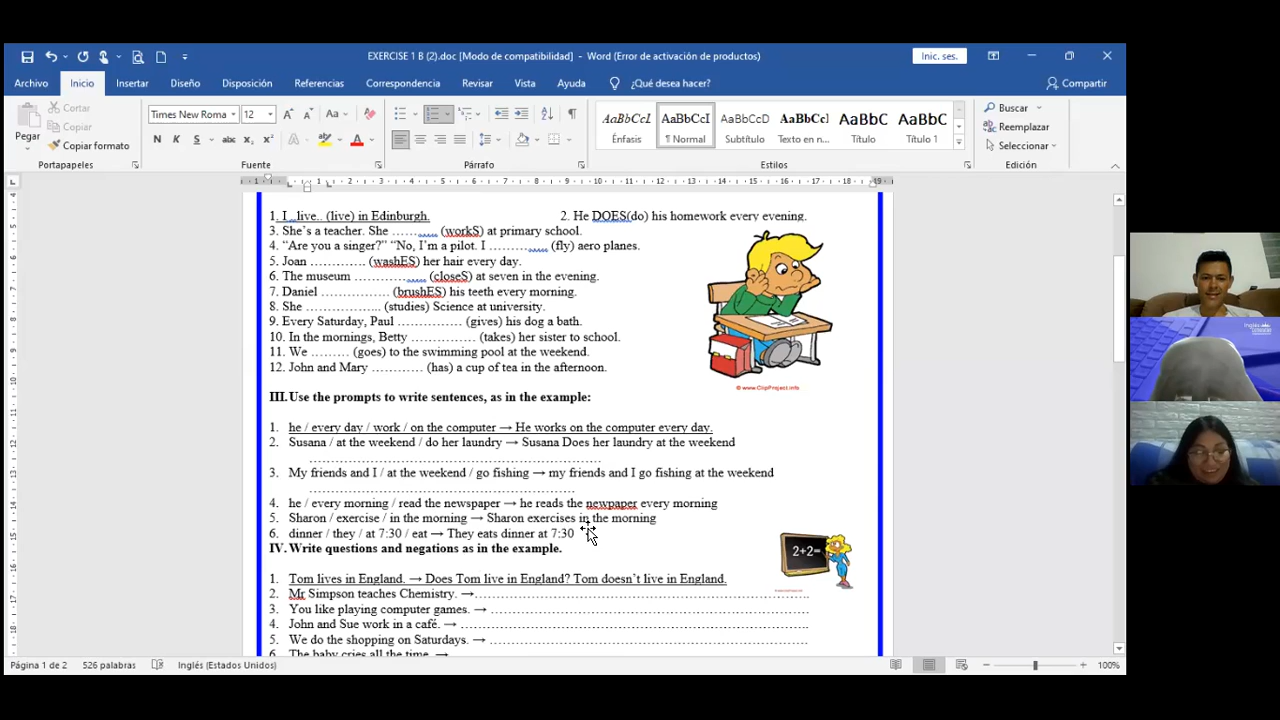 EXERCISE 1 B (2).doc [Modo de compatibilidad] - Word (Error de activación de productos)
Inic. ses.
Archivo Inicio Insertar Diseño Disposición Referencias Correspondencia Revisar Vista Ayuda ¿Qué desea hacer? Compartir
Pegar
Cortar
Copiar
Copiar formato
Times New Roma 12
N K S abc x₂ x²
AaBbCcI Énfasis
AaBbCcI ¶ Normal
AaBbCcD Subtítulo
AaBbCcI Texto en n...
AaBbC Título
AaBbC Título 1
Buscar
Reemplazar
Seleccionar
Portapapeles Fuente Párrafo Estilos Edición
1. I ..live.. (live) in Edinburgh. 2. He DOES(do) his homework every evening.
3. She's a teacher. She ………… (workS) at primary school.
4. “Are you a singer?” “No, I'm a pilot. I ………… (fly) aero planes.
5. Joan ………… (washES) her hair every day.
6. The museum ………… (closeS) at seven in the evening.
7. Daniel ………… (brushES) his teeth every morning.
8. She ………… (studies) Science at university.
9. Every Saturday, Paul ………… (gives) his dog a bath.
10. In the mornings, Betty ………… (takes) her sister to school.
11. We ……… (goes) to the swimming pool at the weekend.
12. John and Mary ………… (has) a cup of tea in the afternoon.
© www.ClipProject.info
III. Use the prompts to write sentences, as in the example:
1. he / every day / work / on the computer → He works on the computer every day.
2. Susana / at the weekend / do her laundry → Susana Does her laundry at the weekend
3. My friends and I / at the weekend / go fishing → my friends and I go fishing at the weekend
4. he / every morning / read the newspaper → he reads the newpaper every morning
5. Sharon / exercise / in the morning → Sharon exercises in the morning
6. dinner / they / at 7:30 / eat → They eats dinner at 7:30
IV. Write questions and negations as in the example.
2+2=
1. Tom lives in England. → Does Tom live in England? Tom doesn't live in England.
2. Mr Simpson teaches Chemistry. →
3. You like playing computer games. →
4. John and Sue work in a café. →
5. We do the shopping on Saturdays. →
6. The baby cries all the time. →
Página 1 de 2 526 palabras Inglés (Estados Unidos) 100%